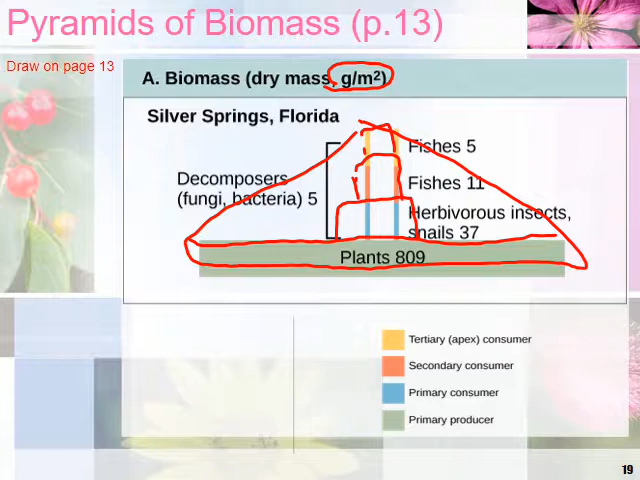 Pyramids of Biomass (p.13)
Draw on page 13
A. Biomass (dry mass, g/m²)
Silver Springs, Florida
Fishes 5
Decomposers
(fungi, bacteria) 5
Fishes 11
Herbivorous insects,
snails 37
Plants 809
Tertiary (apex) consumer
Secondary consumer
Primary consumer
Primary producer
19